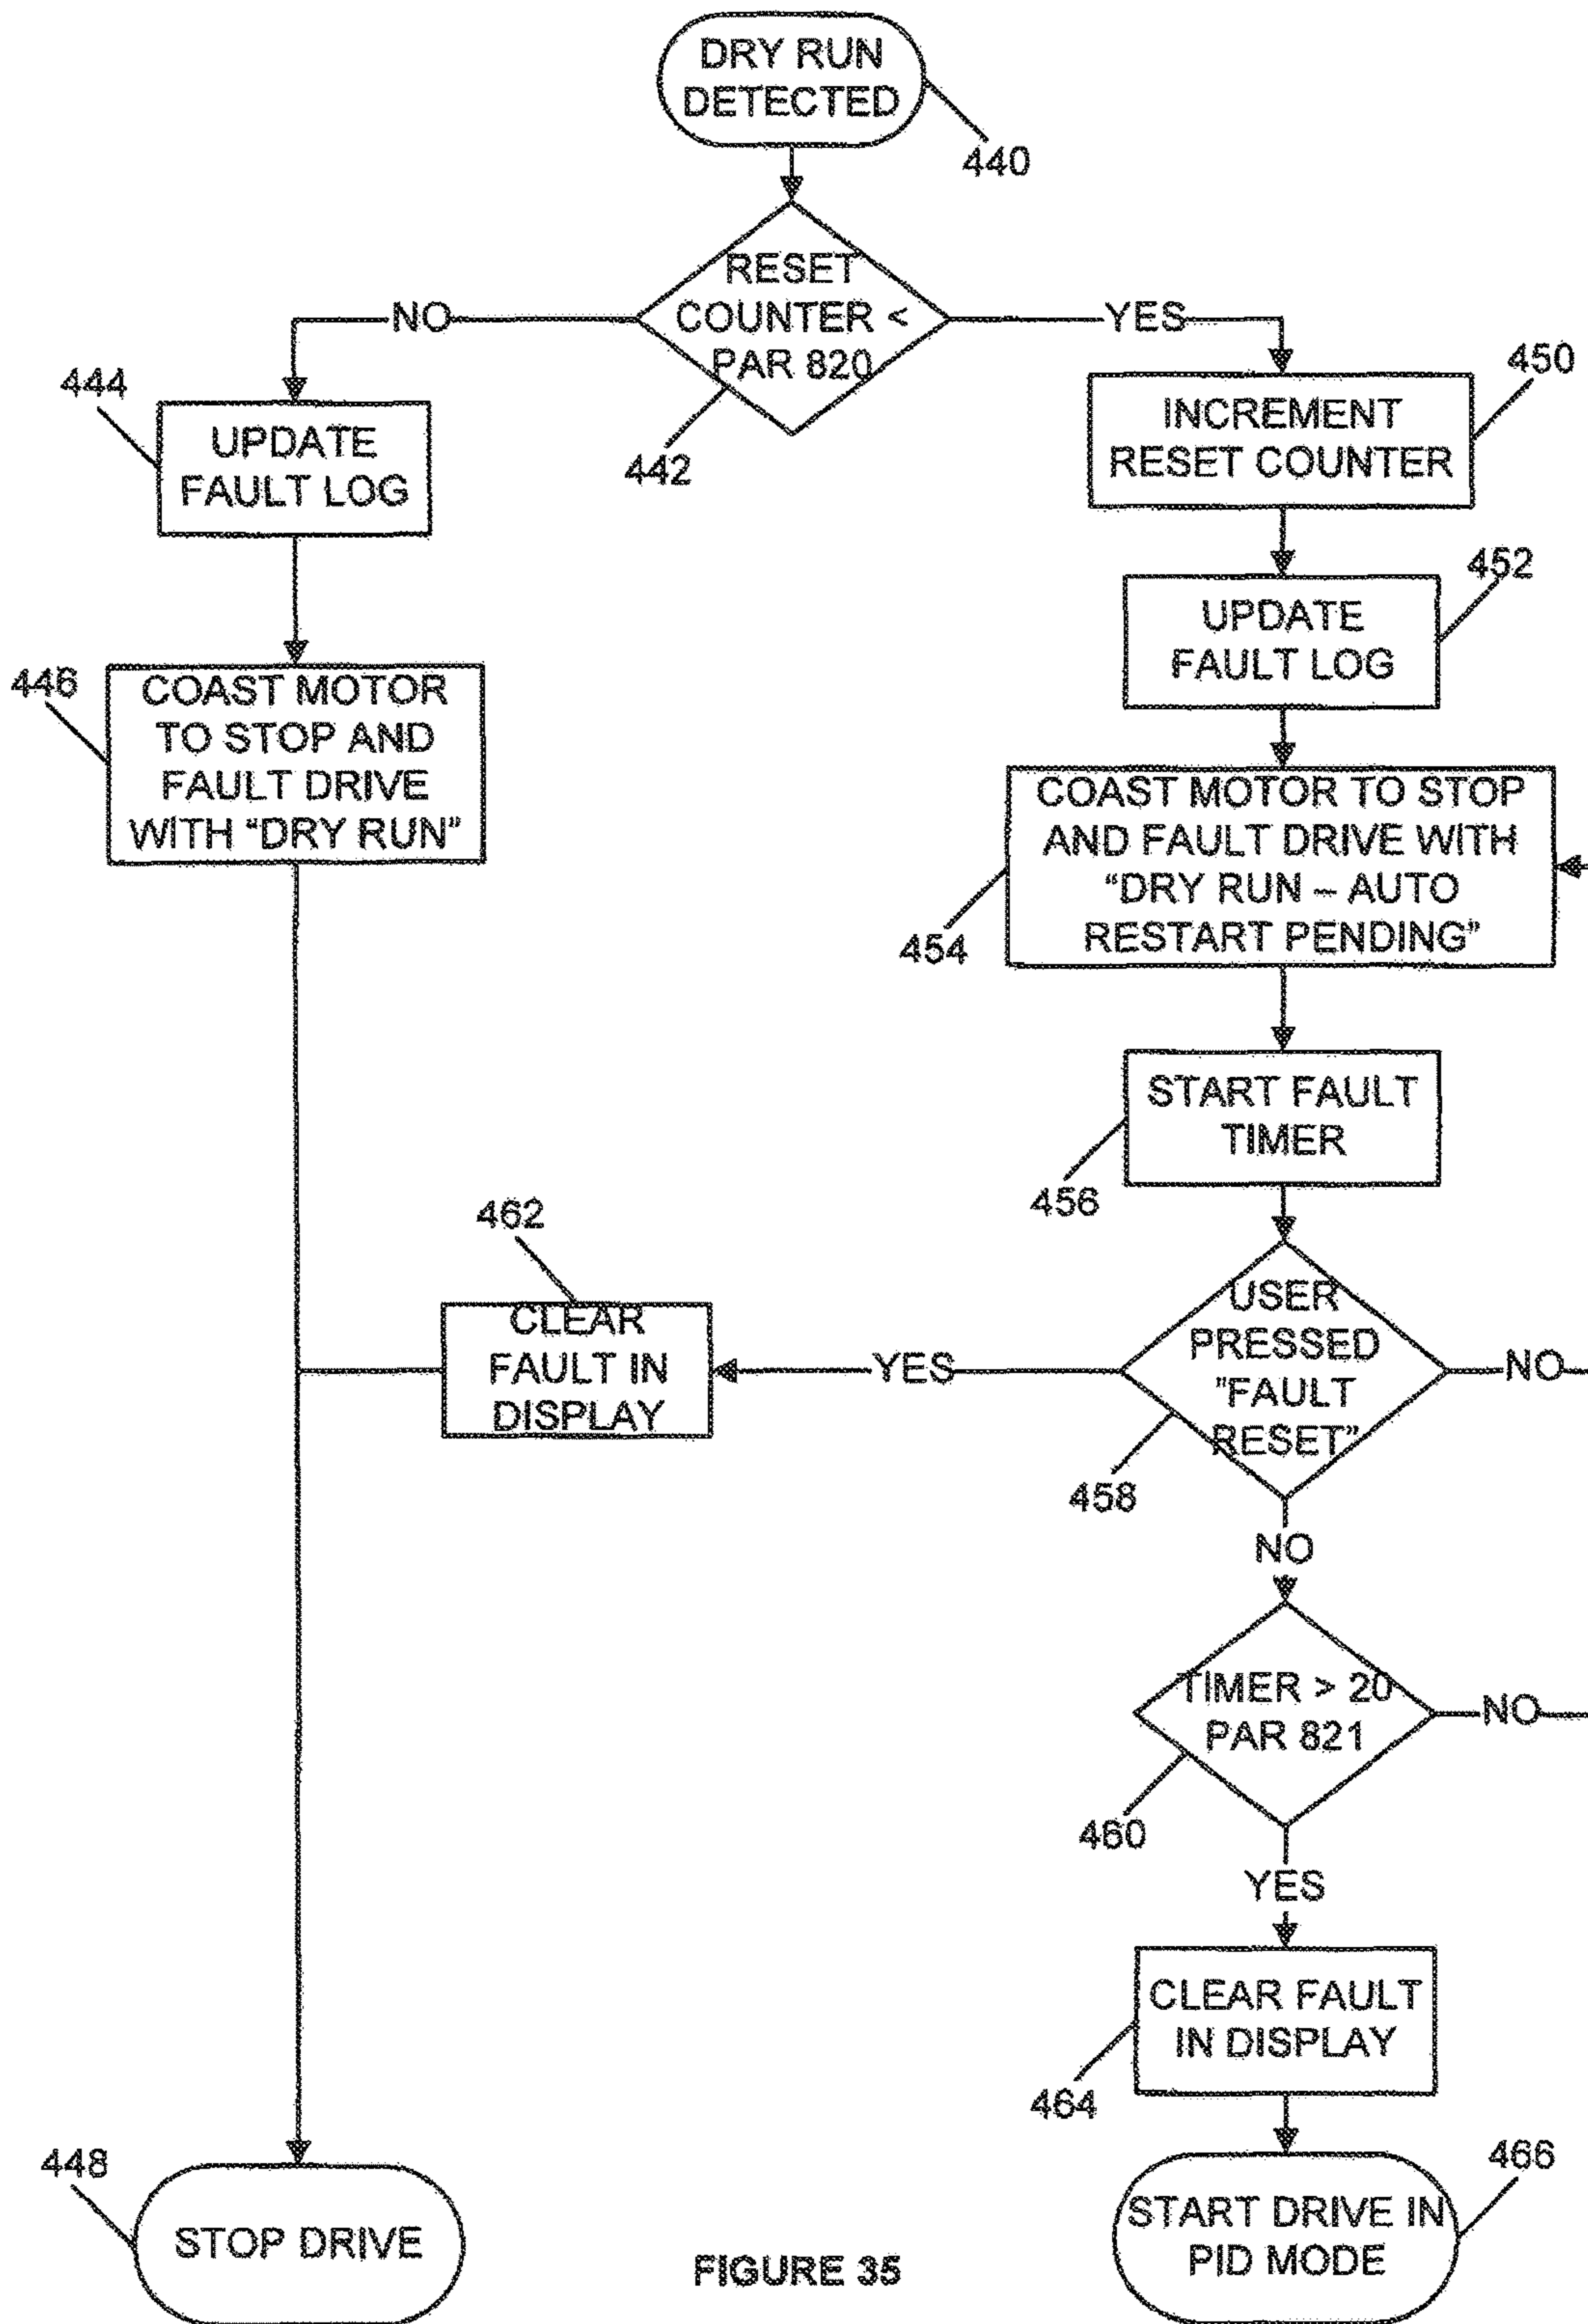 DRY RUN
DETECTED
440
RESET
COUNTER <
PAR 820
442
NO
YES
444
UPDATE
FAULT LOG
450
INCREMENT
RESET COUNTER
452
UPDATE
FAULT LOG
446
COAST MOTOR
TO STOP AND
FAULT DRIVE
WITH “DRY RUN”
COAST MOTOR TO STOP
AND FAULT DRIVE WITH
“DRY RUN – AUTO
RESTART PENDING”
454
START FAULT
TIMER
456
462
CLEAR
FAULT IN
DISPLAY
YES
USER
PRESSED
"FAULT
RESET”
NO
458
NO
TIMER > 20
PAR 821
NO
460
YES
CLEAR FAULT
IN DISPLAY
464
448
STOP DRIVE
466
START DRIVE IN
PID MODE
FIGURE 35